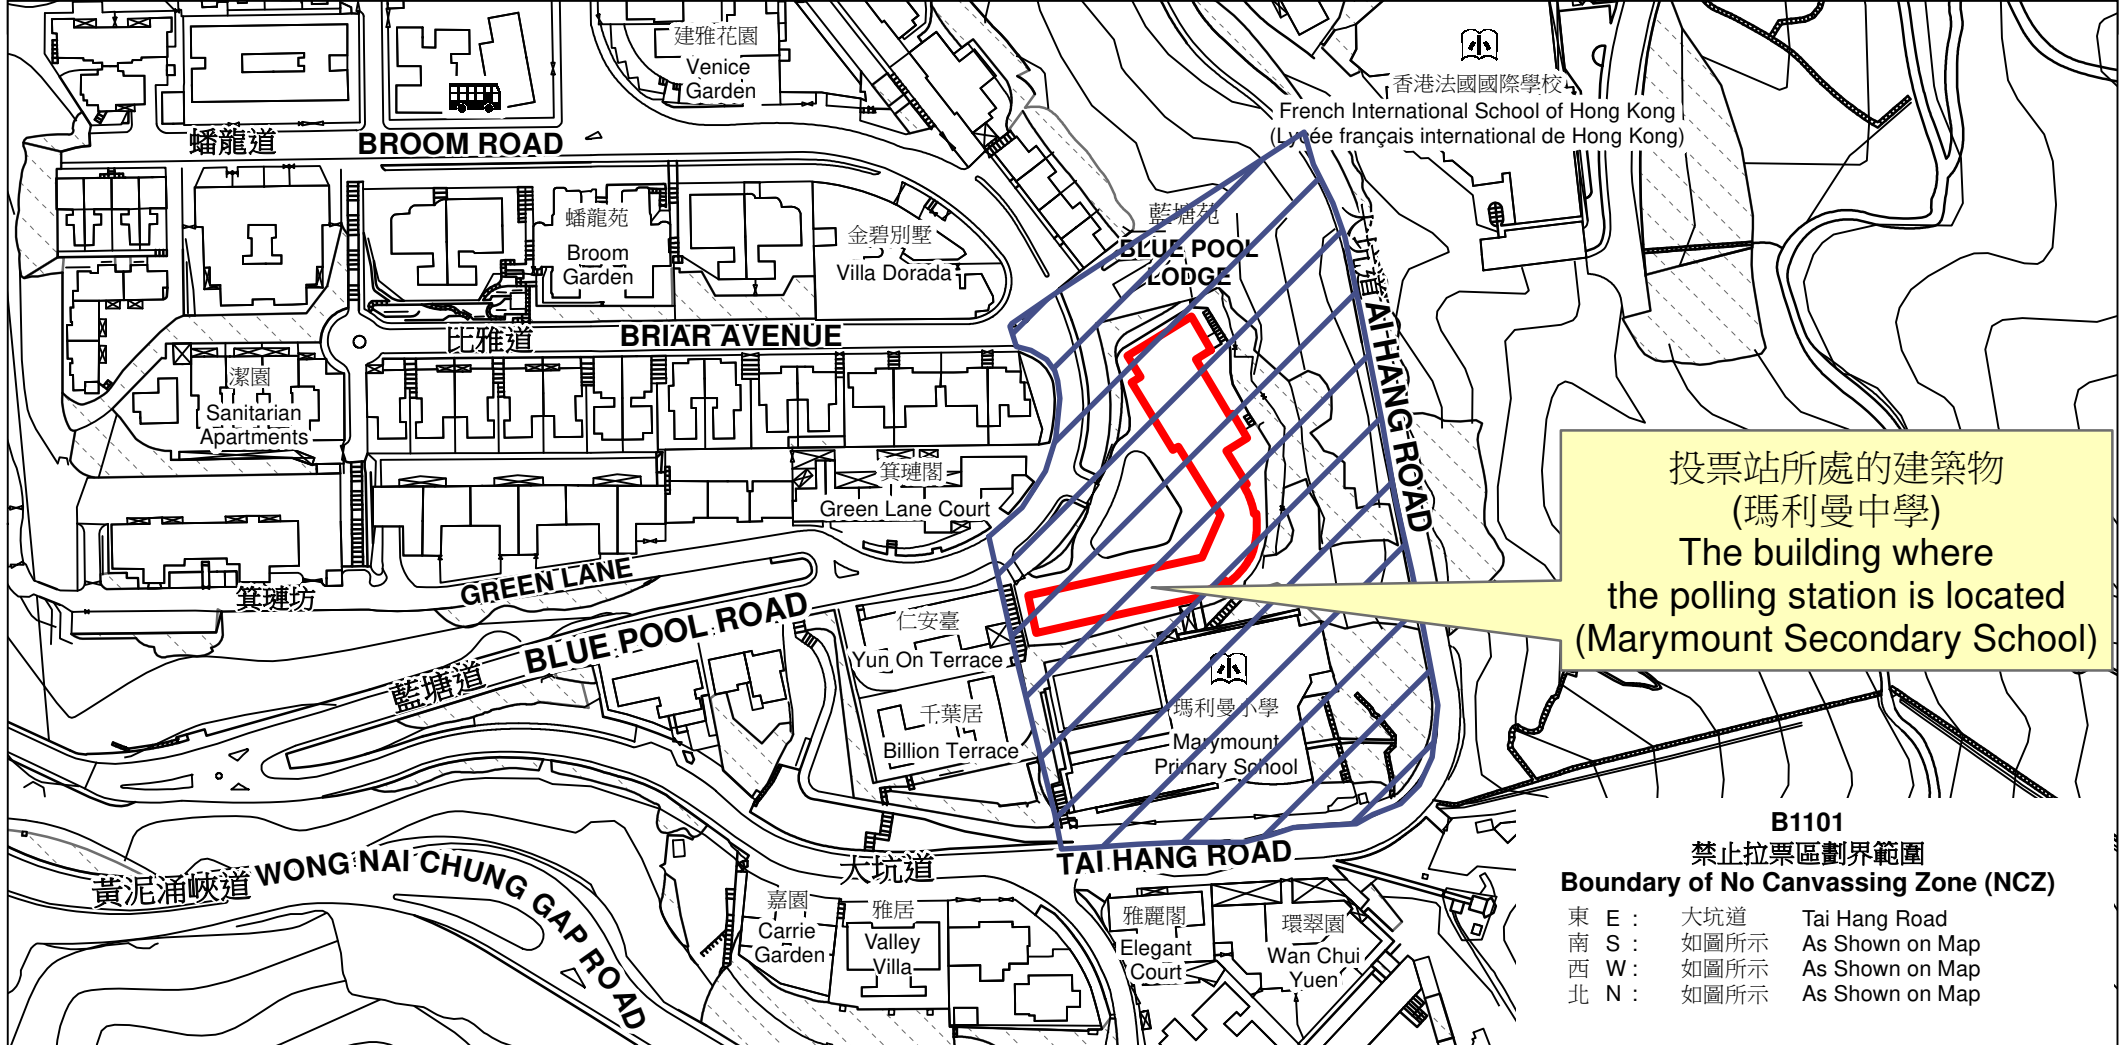 建雅花園
Venice
Garden
香港法國國際學校
French International School of Hong Kong
(Lycée français international de Hong Kong)
蟠龍道 BROOM ROAD
蟠龍苑
Broom
Garden
金碧別墅
Villa Dorada
藍塘苑
BLUE POOL
LODGE
大坑道 TAI HANG ROAD
比雅道 BRIAR AVENUE
潔園
Sanitarian
Apartments
箕璉閣
Green Lane Court
箕璉坊 GREEN LANE
藍塘道 BLUE POOL ROAD
仁安臺
Yun On Terrace
千葉居
Billion Terrace
瑪利曼小學
Marymount
Primary School
投票站所處的建築物
(瑪利曼中學)
The building where
the polling station is located
(Marymount Secondary School)
黃泥涌峽道 WONG NAI CHUNG GAP ROAD
大坑道 TAI HANG ROAD
嘉園
Carrie
Garden
雅居
Valley
Villa
雅麗閣
Elegant
Court
環翠園
Wan Chui
Yuen
B1101
禁止拉票區劃界範圍
Boundary of No Canvassing Zone (NCZ)
東 E : 大坑道 Tai Hang Road
南 S : 如圖所示 As Shown on Map
西 W : 如圖所示 As Shown on Map
北 N : 如圖所示 As Shown on Map